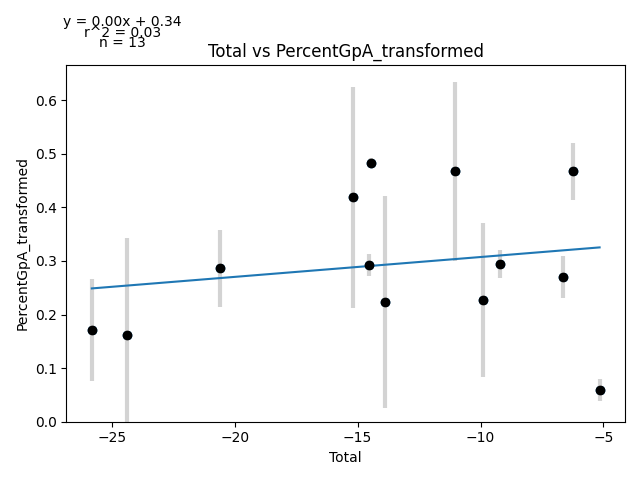 y = 0.00x + 0.34
r^2 = 0.03
n = 13
Total vs PercentGpA_transformed
PercentGpA_transformed
0.6
0.5
0.4
0.3
0.2
0.1
0.0
−25
−20
−15
−10
−5
Total